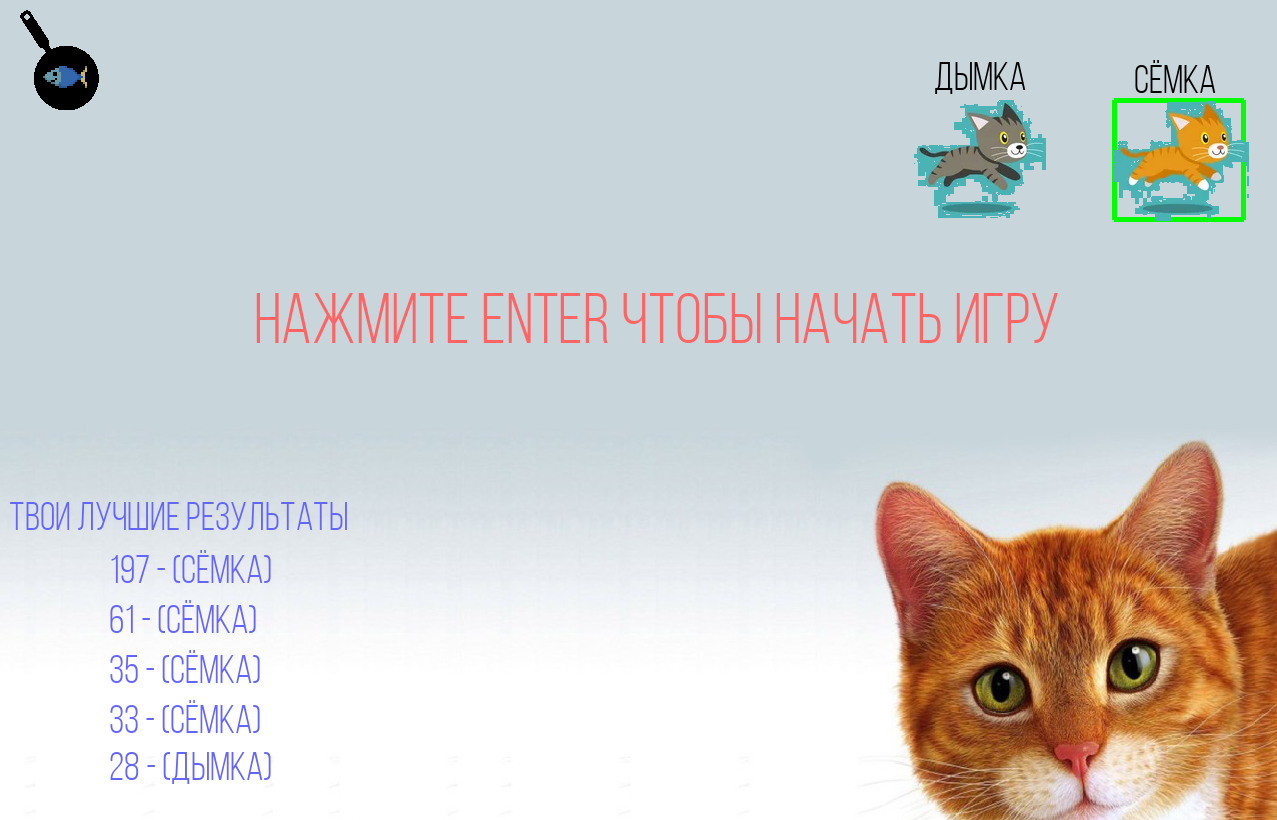 ДЫМКА
СЁМКА
НАЖМИТЕ ENTER ЧТОБЫ НАЧАТЬ ИГРУ
ТВОИ ЛУЧШИЕ РЕЗУЛЬТАТЫ
197 - (СЁМКА)
61 - (СЁМКА)
35 - (СЁМКА)
33 - (СЁМКА)
28 - (ДЫМКА)